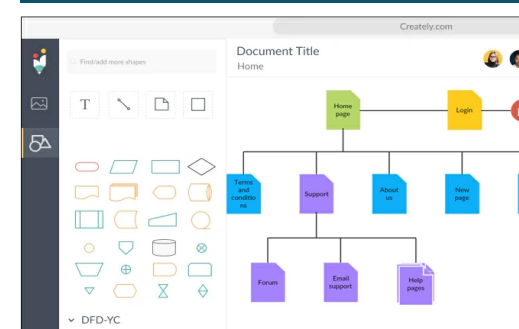 Creately.com
Document Title
Home
Find/add more shapes
T
Home
page
Login
Terms
and
conditio
ns
Support
About
us
New
page
Forum
Email
support
Help
pages
DFD-YC